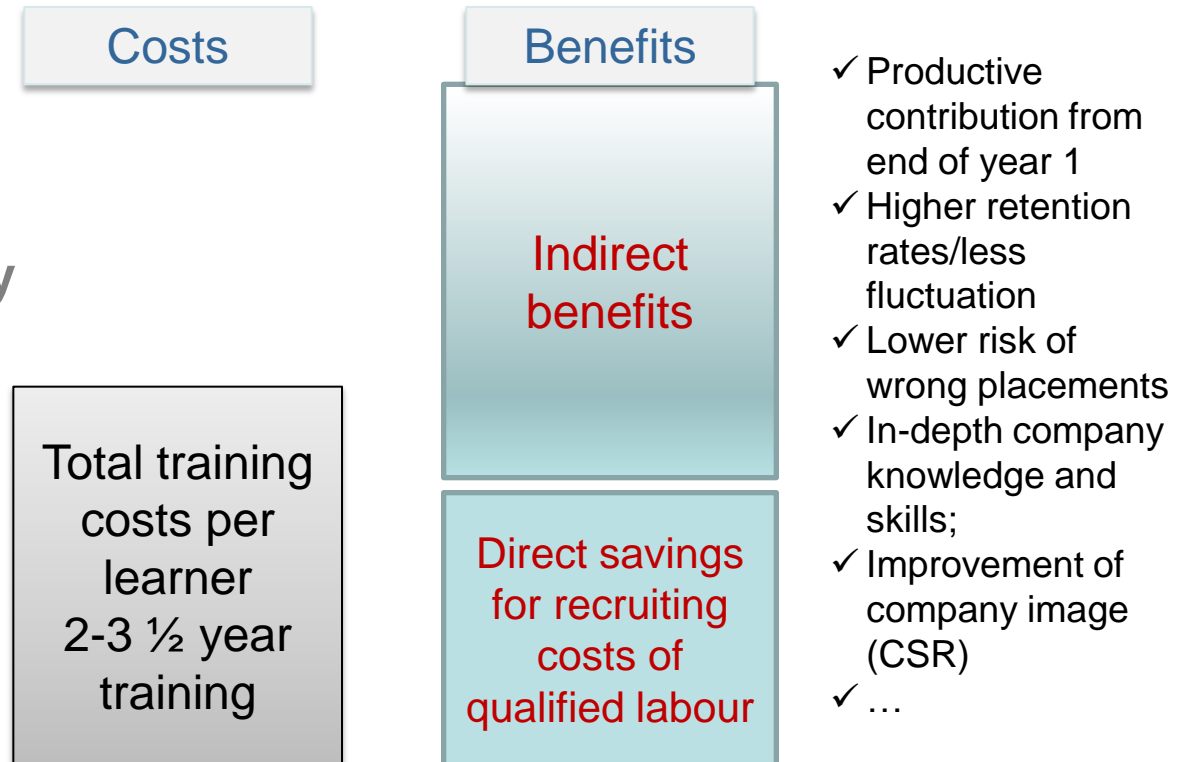 Costs
Benefits
y
Total training
costs per
learner
2-3 ½ year
training
Indirect
benefits
Direct savings
for recruiting
costs of
qualified labour
✓ Productive
contribution from
end of year 1
✓ Higher retention
rates/less
fluctuation
✓ Lower risk of
wrong placements
✓ In-depth company
knowledge and
skills;
✓ Improvement of
company image
(CSR)
✓ …